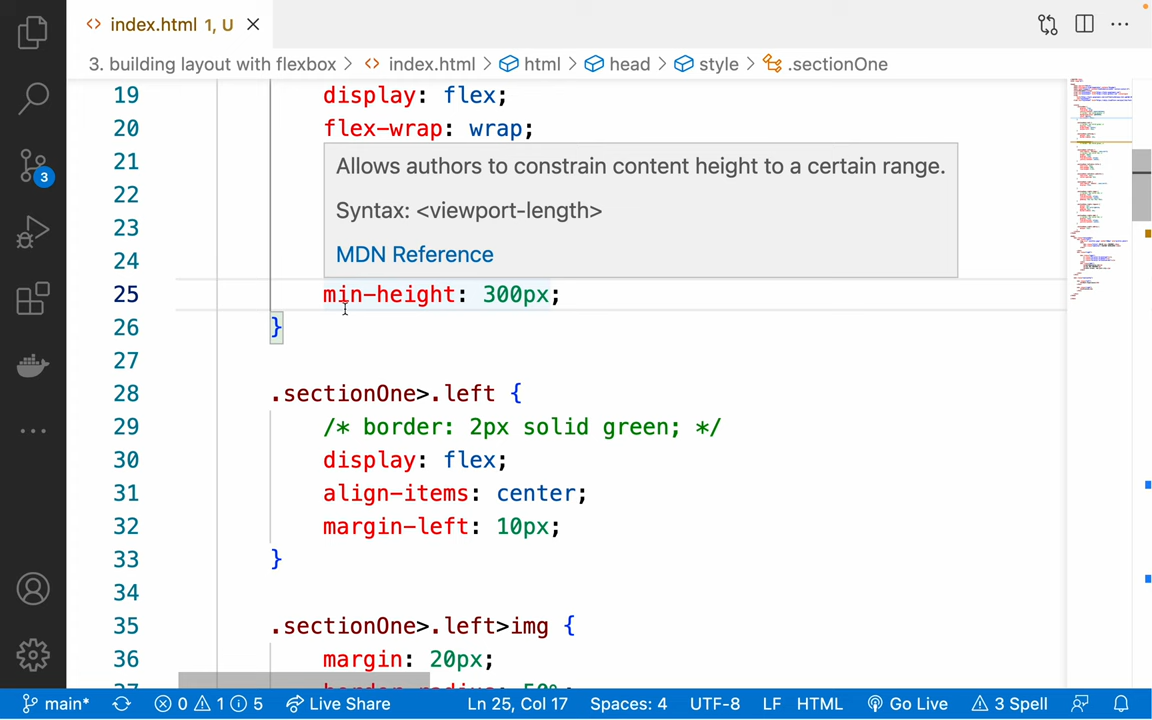 index.html 1, U
3. building layout with flexbox > index.html > html > head > style > .sectionOne
19 display: flex;
20 flex-wrap: wrap;
21
22
23
24
Allows authors to constrain content height to a certain range.
Syntax: <viewport-length>
MDN Reference
25 min-height: 300px;
26 }
27
28 .sectionOne>.left {
29 /* border: 2px solid green; */
30 display: flex;
31 align-items: center;
32 margin-left: 10px;
33 }
34
35 .sectionOne>.left>img {
36 margin: 20px;
3
main* 0 1 5 Live Share Ln 25, Col 17 Spaces: 4 UTF-8 LF HTML Go Live 3 Spell